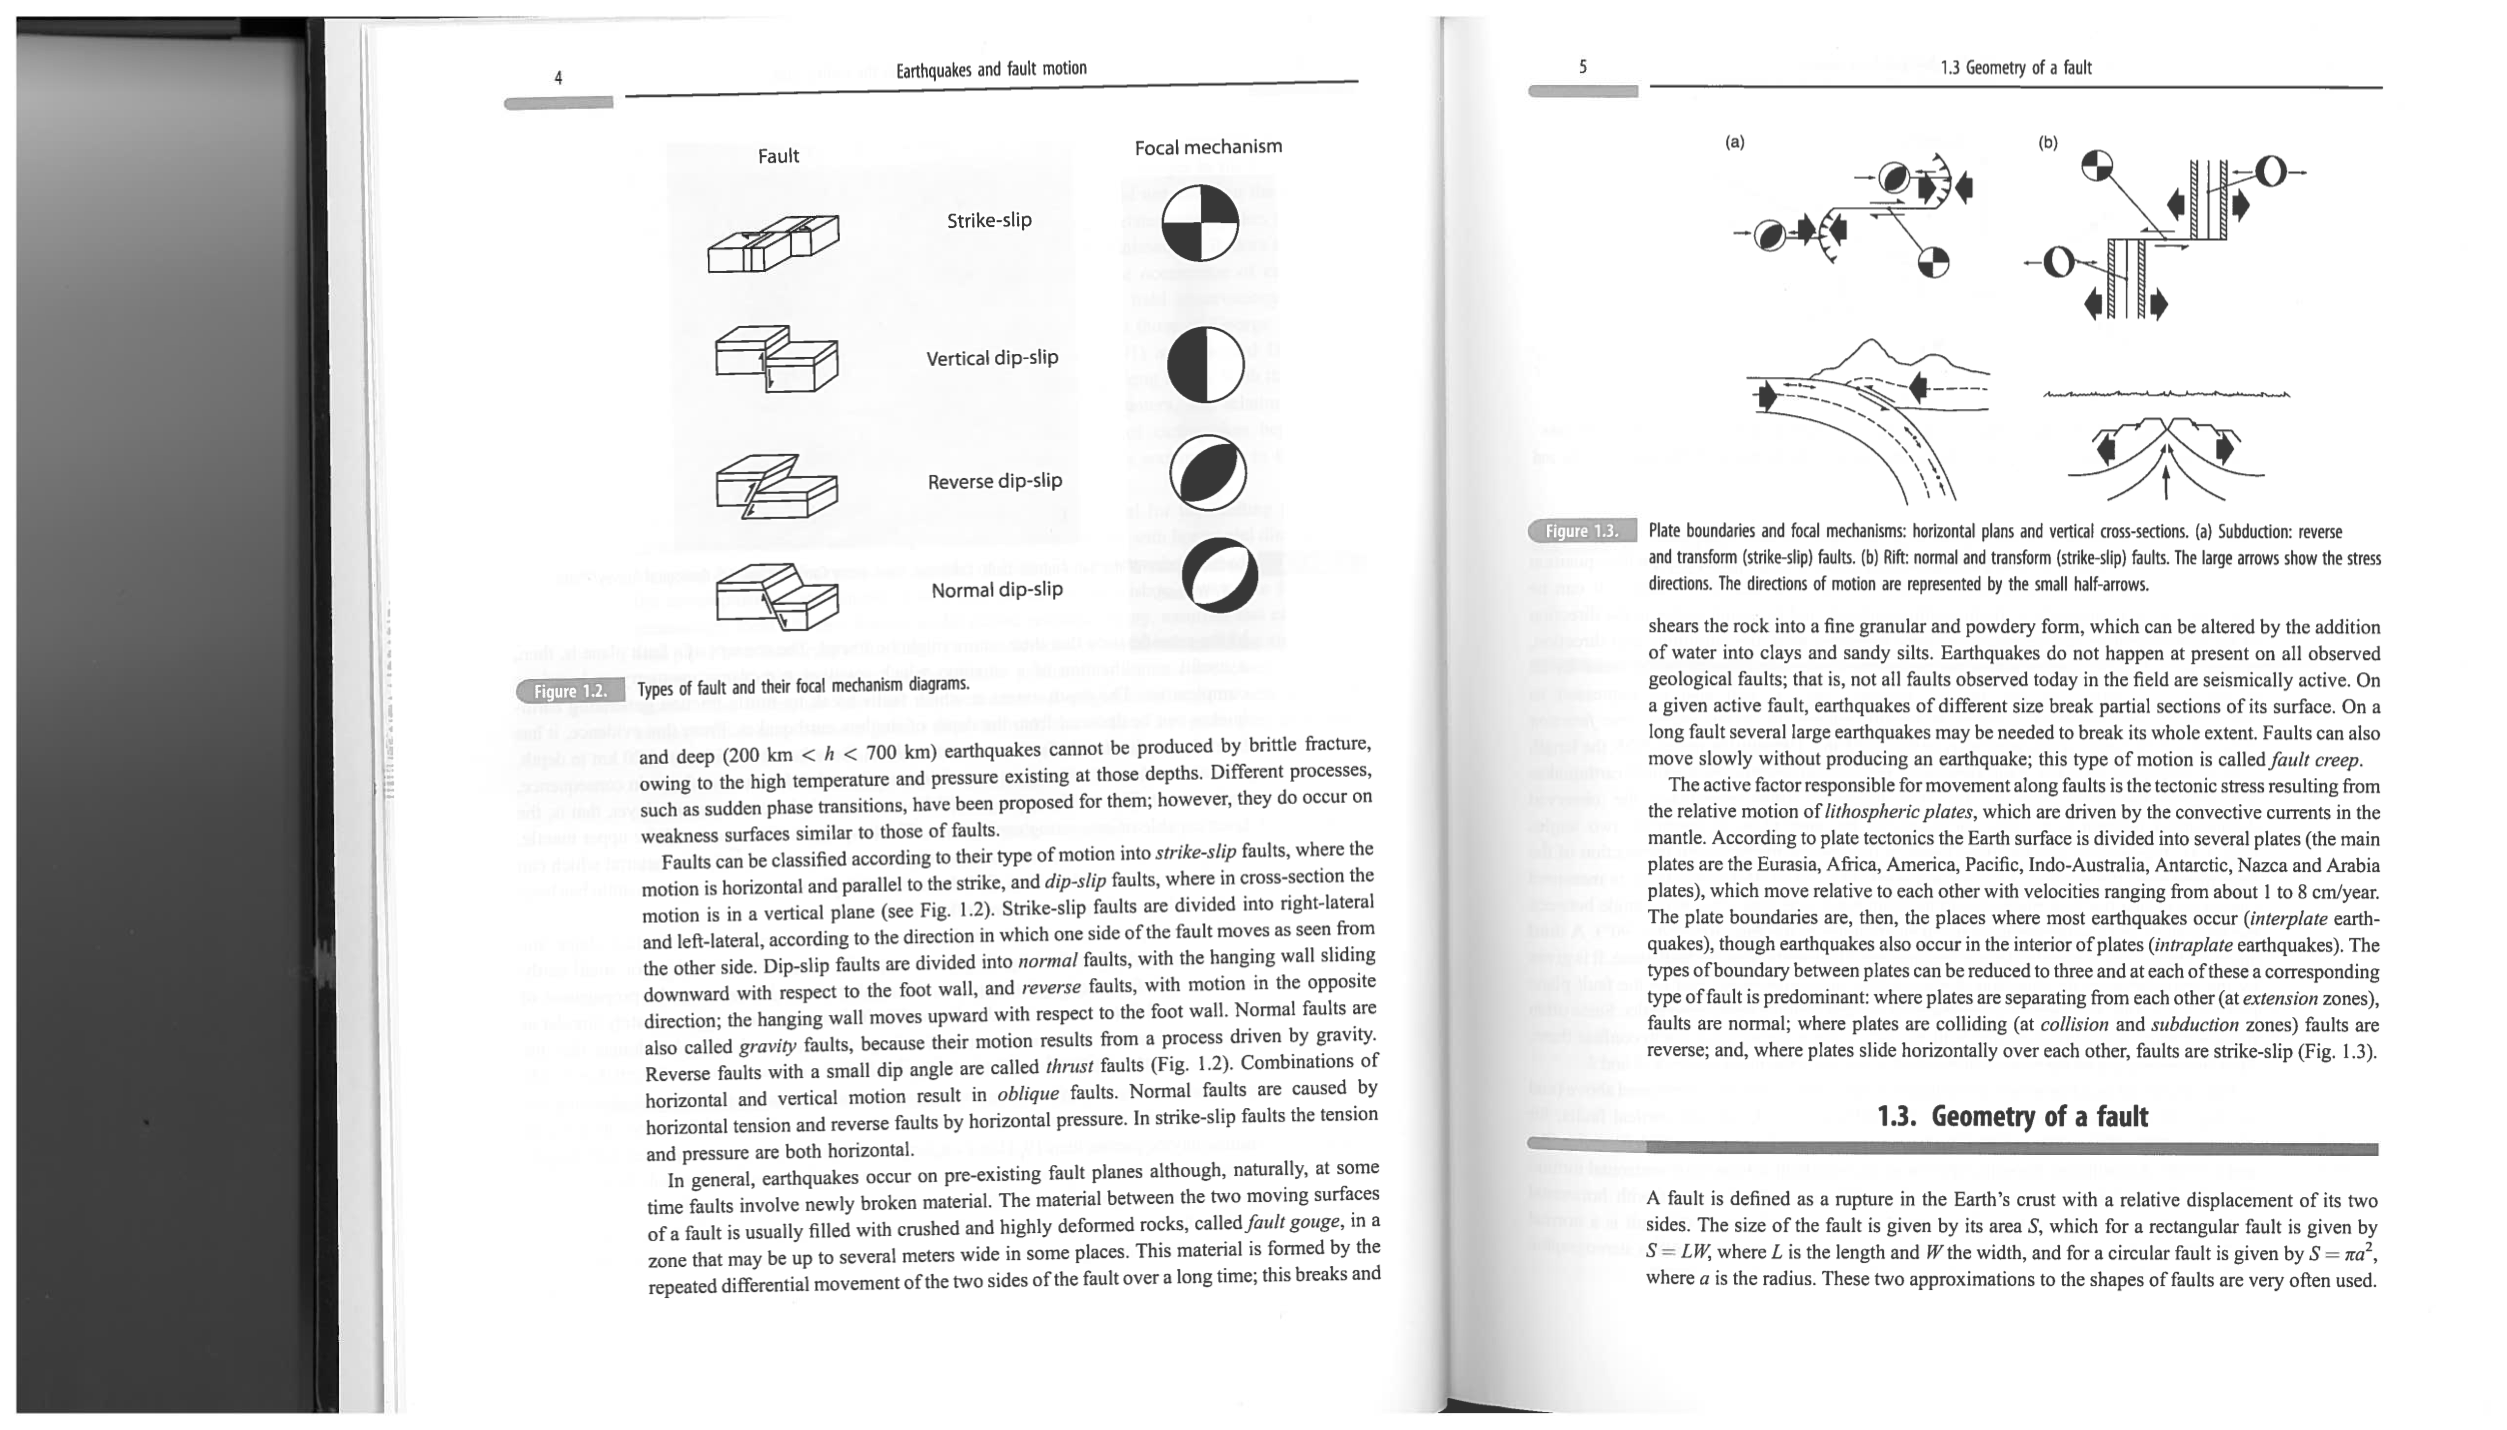 4
Earthquakes and fault motion
Fault
Focal mechanism
Strike-slip
Vertical dip-slip
Reverse dip-slip
Normal dip-slip
Figure 1.2.
Types of fault and their focal mechanism diagrams.
and deep (200 km < h < 700 km) earthquakes cannot be produced by brittle fracture,
owing to the high temperature and pressure existing at those depths. Different processes,
such as sudden phase transitions, have been proposed for them; however, they do occur on
weakness surfaces similar to those of faults.
Faults can be classified according to their type of motion into strike-slip faults, where the
motion is horizontal and parallel to the strike, and dip-slip faults, where in cross-section the
motion is in a vertical plane (see Fig. 1.2). Strike-slip faults are divided into right-lateral
and left-lateral, according to the direction in which one side of the fault moves as seen from
the other side. Dip-slip faults are divided into normal faults, with the hanging wall sliding
downward with respect to the foot wall, and reverse faults, with motion in the opposite
direction; the hanging wall moves upward with respect to the foot wall. Normal faults are
also called gravity faults, because their motion results from a process driven by gravity.
Reverse faults with a small dip angle are called thrust faults (Fig. 1.2). Combinations of
horizontal and vertical motion result in oblique faults. Normal faults are caused by
horizontal tension and reverse faults by horizontal pressure. In strike-slip faults the tension
and pressure are both horizontal.
In general, earthquakes occur on pre-existing fault planes although, naturally, at some
time faults involve newly broken material. The material between the two moving surfaces
of a fault is usually filled with crushed and highly deformed rocks, called fault gouge, in a
zone that may be up to several meters wide in some places. This material is formed by the
repeated differential movement of the two sides of the fault over a long time; this breaks and
5
1.3 Geometry of a fault
(a)
(b)
Figure 1.3.
Plate boundaries and focal mechanisms: horizontal plans and vertical cross-sections. (a) Subduction: reverse
and transform (strike-slip) faults. (b) Rift: normal and transform (strike-slip) faults. The large arrows show the stress
directions. The directions of motion are represented by the small half-arrows.
shears the rock into a fine granular and powdery form, which can be altered by the addition
of water into clays and sandy silts. Earthquakes do not happen at present on all observed
geological faults; that is, not all faults observed today in the field are seismically active. On
a given active fault, earthquakes of different size break partial sections of its surface. On a
long fault several large earthquakes may be needed to break its whole extent. Faults can also
move slowly without producing an earthquake; this type of motion is called fault creep.
The active factor responsible for movement along faults is the tectonic stress resulting from
the relative motion of lithospheric plates, which are driven by the convective currents in the
mantle. According to plate tectonics the Earth surface is divided into several plates (the main
plates are the Eurasia, Africa, America, Pacific, Indo-Australia, Antarctic, Nazca and Arabia
plates), which move relative to each other with velocities ranging from about 1 to 8 cm/year.
The plate boundaries are, then, the places where most earthquakes occur (interplate earth-
quakes), though earthquakes also occur in the interior of plates (intraplate earthquakes). The
types of boundary between plates can be reduced to three and at each of these a corresponding
type of fault is predominant: where plates are separating from each other (at extension zones),
faults are normal; where plates are colliding (at collision and subduction zones) faults are
reverse; and, where plates slide horizontally over each other, faults are strike-slip (Fig. 1.3).
1.3. Geometry of a fault
A fault is defined as a rupture in the Earth's crust with a relative displacement of its two
sides. The size of the fault is given by its area S, which for a rectangular fault is given by
S = LW, where L is the length and W the width, and for a circular fault is given by S = πa²,
where a is the radius. These two approximations to the shapes of faults are very often used.